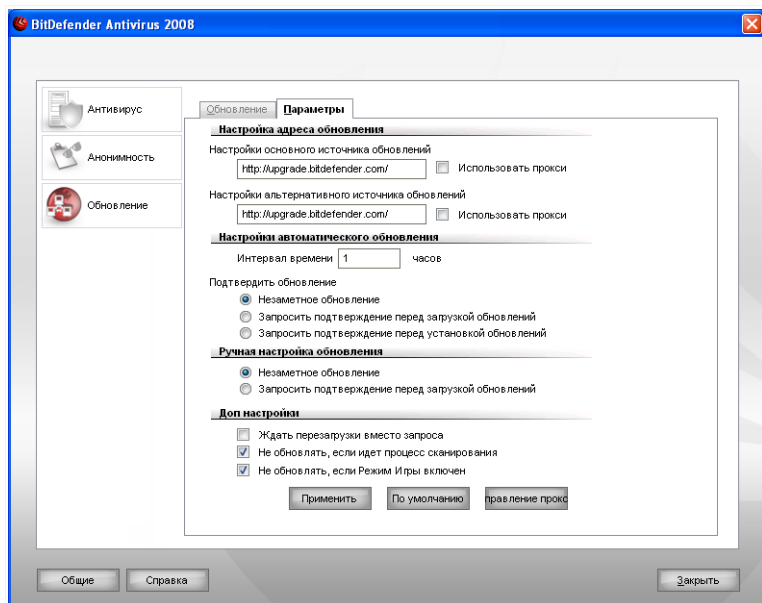 BitDefender Antivirus 2008
Антивирус
Анонимность
Обновление
Обновление Параметры
Настройка адреса обновления
Настройки основного источника обновлений
http://upgrade.bitdefender.com/ Использовать прокси
Настройки альтернативного источника обновлений
http://upgrade.bitdefender.com/ Использовать прокси
Настройки автоматического обновления
Интервал времени 1 часов
Подтвердить обновление
Незаметное обновление
Запросить подтверждение перед загрузкой обновлений
Запросить подтверждение перед установкой обновлений
Ручная настройка обновления
Незаметное обновление
Запросить подтверждение перед загрузкой обновлений
Доп настройки
Ждать перезагрузки вместо запроса
Не обновлять, если идет процесс сканирования
Не обновлять, если Режим Игры включен
Применить По умолчанию правление прокс
Общие Справка Закрыть